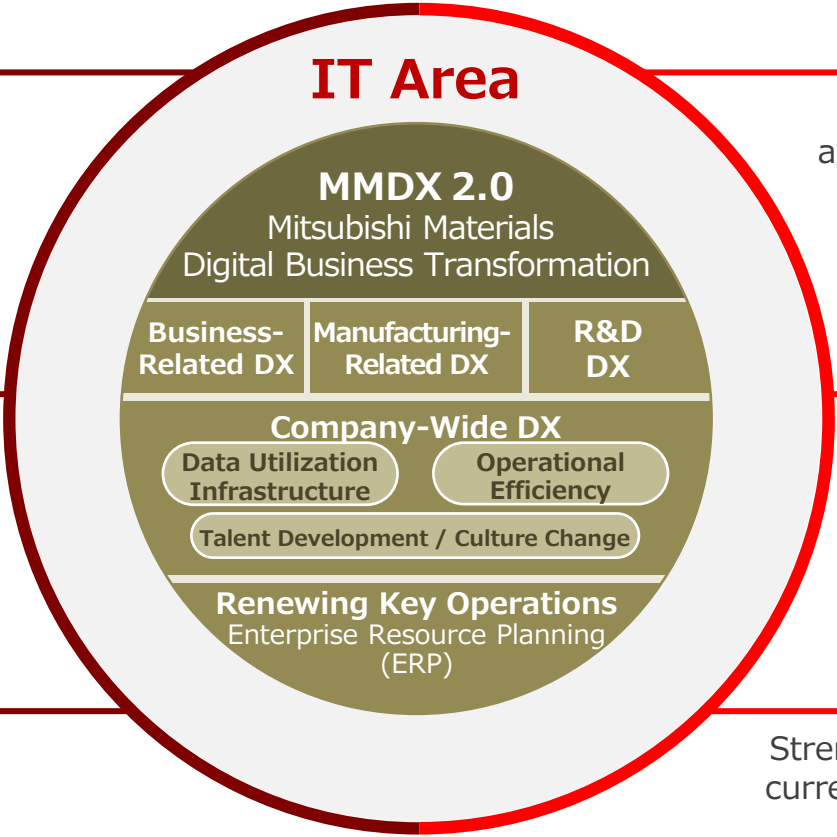 IT Area
MMDX 2.0
Mitsubishi Materials
Digital Business Transformation
Business-
Related DX
Manufacturing-
Related DX
R&D
DX
Company-Wide DX
Data Utilization
Infrastructure
Operational
Efficiency
Talent Development / Culture Change
Renewing Key Operations
Enterprise Resource Planning
(ERP)